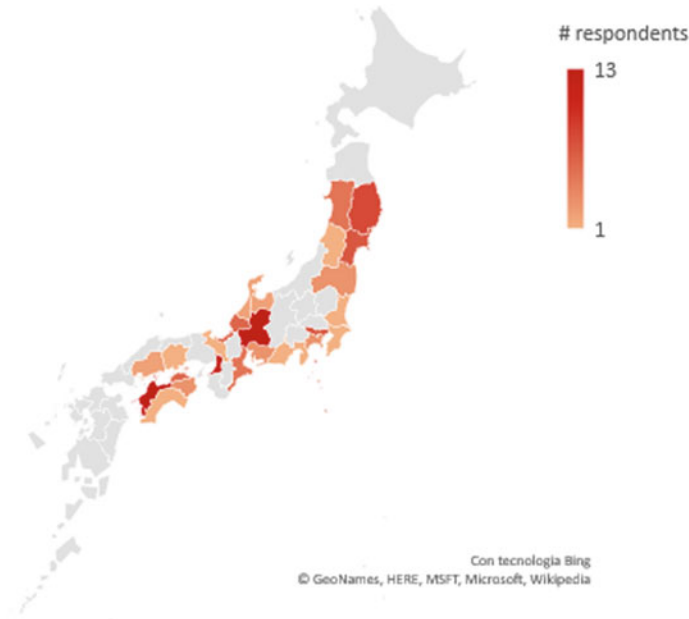 # respondents
13
1
Con tecnologia Bing
© GeoNames, HERE, MSFT, Microsoft, Wikipedia